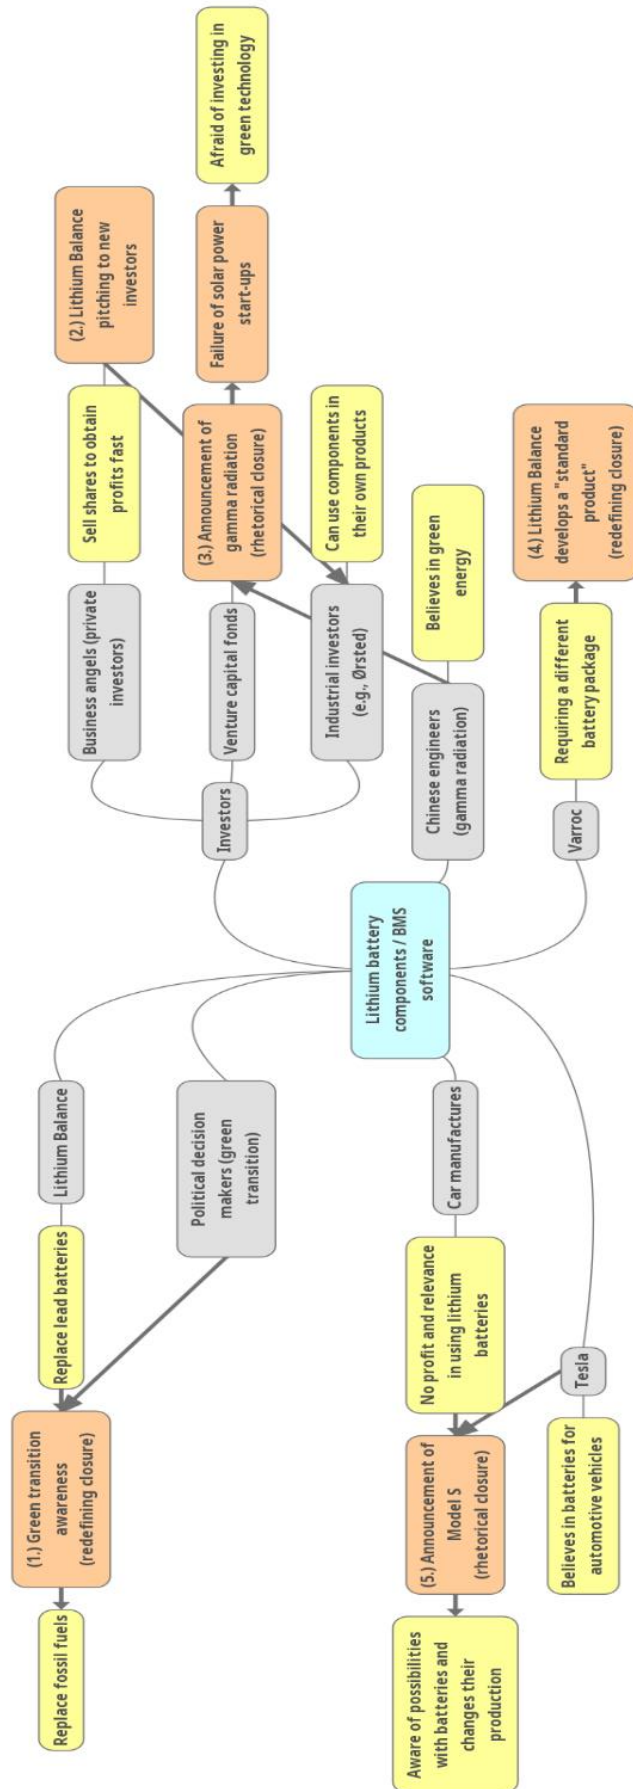 Replace fossil fuels
(1.) Green transition
awareness
(redefining closure)
Replace lead batteries
Lithium Balance
Political decision
makers (green
transition)
Aware of possibilities
with batteries and
changes their
production
(5.) Announcement of
Model S
(rhetorical closure)
No profit and relevance
in using lithium
batteries
Car manufactures
Believes in batteries for
automotive vehicles
Tesla
Lithium battery
components / BMS
software
Investors
Business angels (private
investors)
Sell shares to obtain
profits fast
(2.) Lithium Balance
pitching to new
investors
Venture capital fonds
(3.) Announcement of
gamma radiation
(rhetorical closure)
Failure of solar power
start-ups
Afraid of investing in
green technology
Industrial investors
(e.g., Ørsted)
Can use components in
their own products
Chinese engineers
(gamma radiation)
Believes in green
energy
Varroc
Requiring a different
battery package
(4.) Lithium Balance
develops a "standard
product"
(redefining closure)